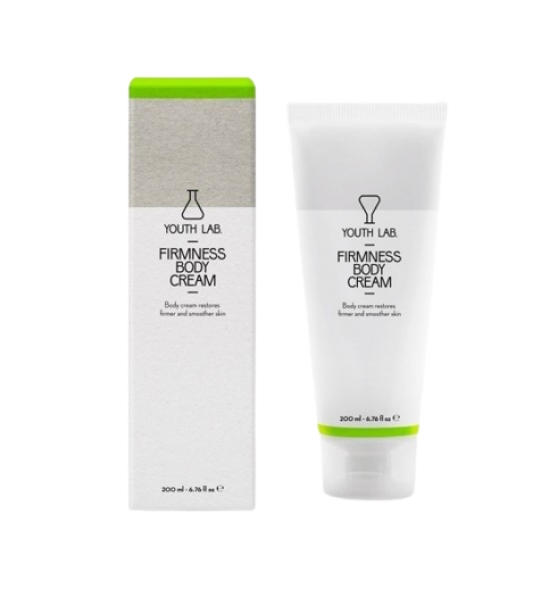 YOUTH LAB.
FIRMNESS
BODY
CREAM
Body cream restores
firmer and smoother skin
200 ml - 6.76 fl oz ℮
YOUTH LAB.
FIRMNESS
BODY
CREAM
Body cream restores
firmer and smoother skin
200 ml - 6.76 fl oz ℮